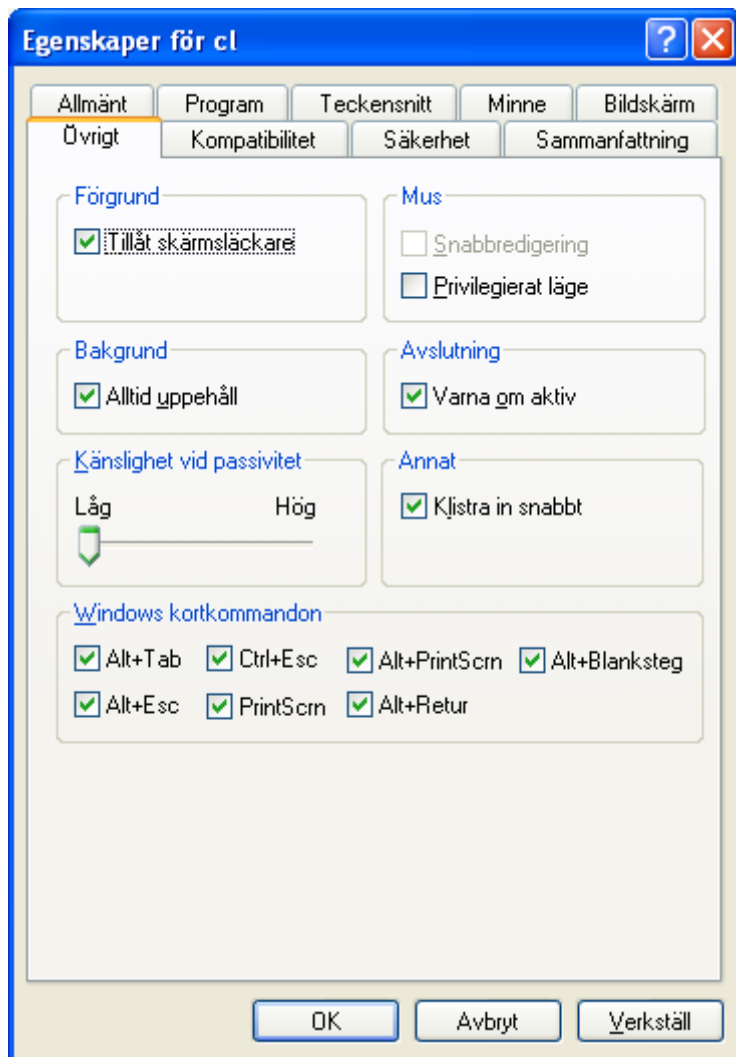 Egenskaper för cl
Allmänt Program Teckensnitt Minne Bildskärm
Övrigt Kompatibilitet Säkerhet Sammanfattning
Förgrund
Tillåt skärmsläckare
Mus
Snabbredigering
Privilegierat läge
Bakgrund
Alltid uppehåll
Avslutning
Varna om aktiv
Känslighet vid passivitet
Låg Hög
Annat
Klistra in snabbt
Windows kortkommandon
Alt+Tab Ctrl+Esc Alt+PrintScrn Alt+Blanksteg
Alt+Esc PrintScrn Alt+Retur
OK Avbryt Verkställ